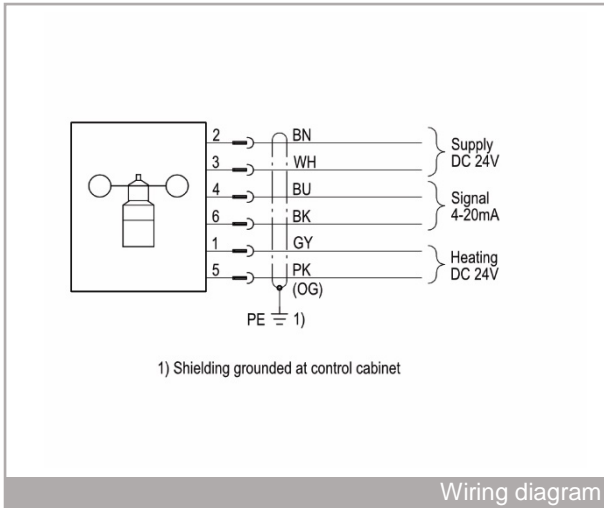 2 BN
3 WH
Supply
DC 24V
4 BU
6 BK
Signal
4-20mA
1 GY
5 PK
(OG)
Heating
DC 24V
PE 1)
1) Shielding grounded at control cabinet
Wiring diagram